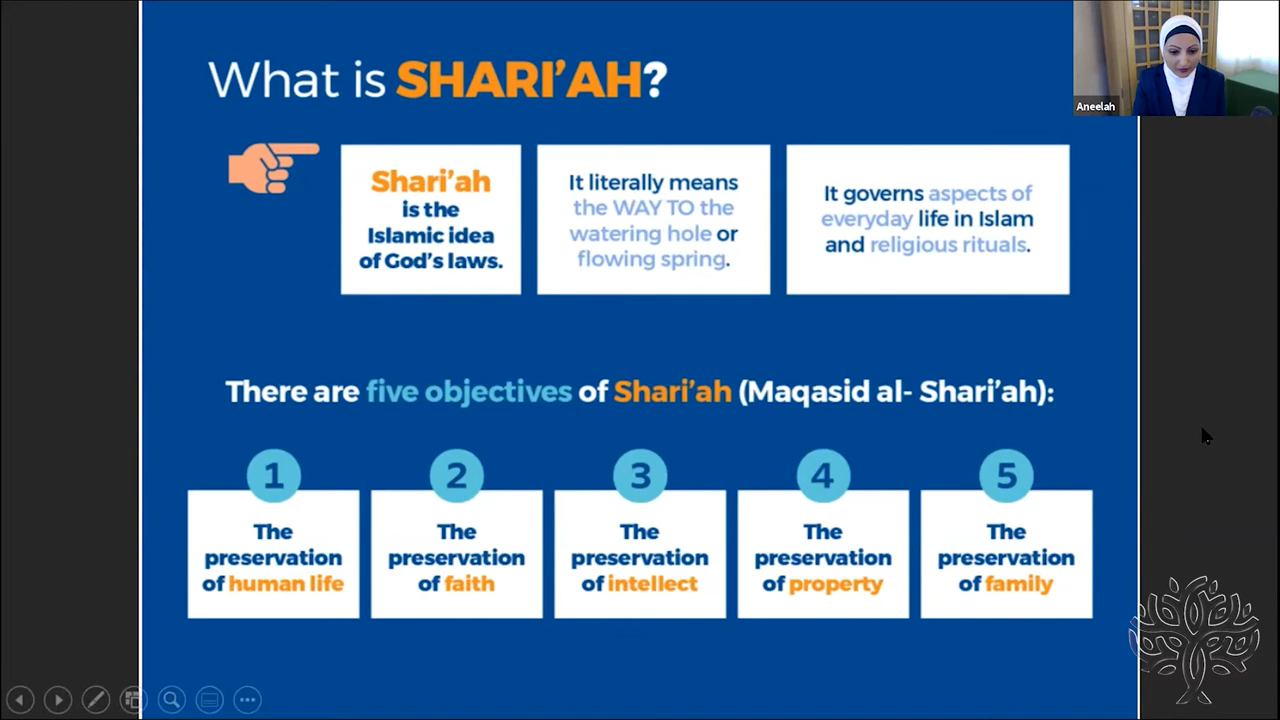 What is SHARI'AH?
Aneelah
Shari'ah
is the
Islamic idea
of God's laws.
It literally means
the WAY TO the
watering hole or
flowing spring.
It governs aspects of
everyday life in Islam
and religious rituals.
There are five objectives of Shari'ah (Maqasid al- Shari'ah):
1
The
preservation
of human life
2
The
preservation
of faith
3
The
preservation
of intellect
4
The
preservation
of property
5
The
preservation
of family